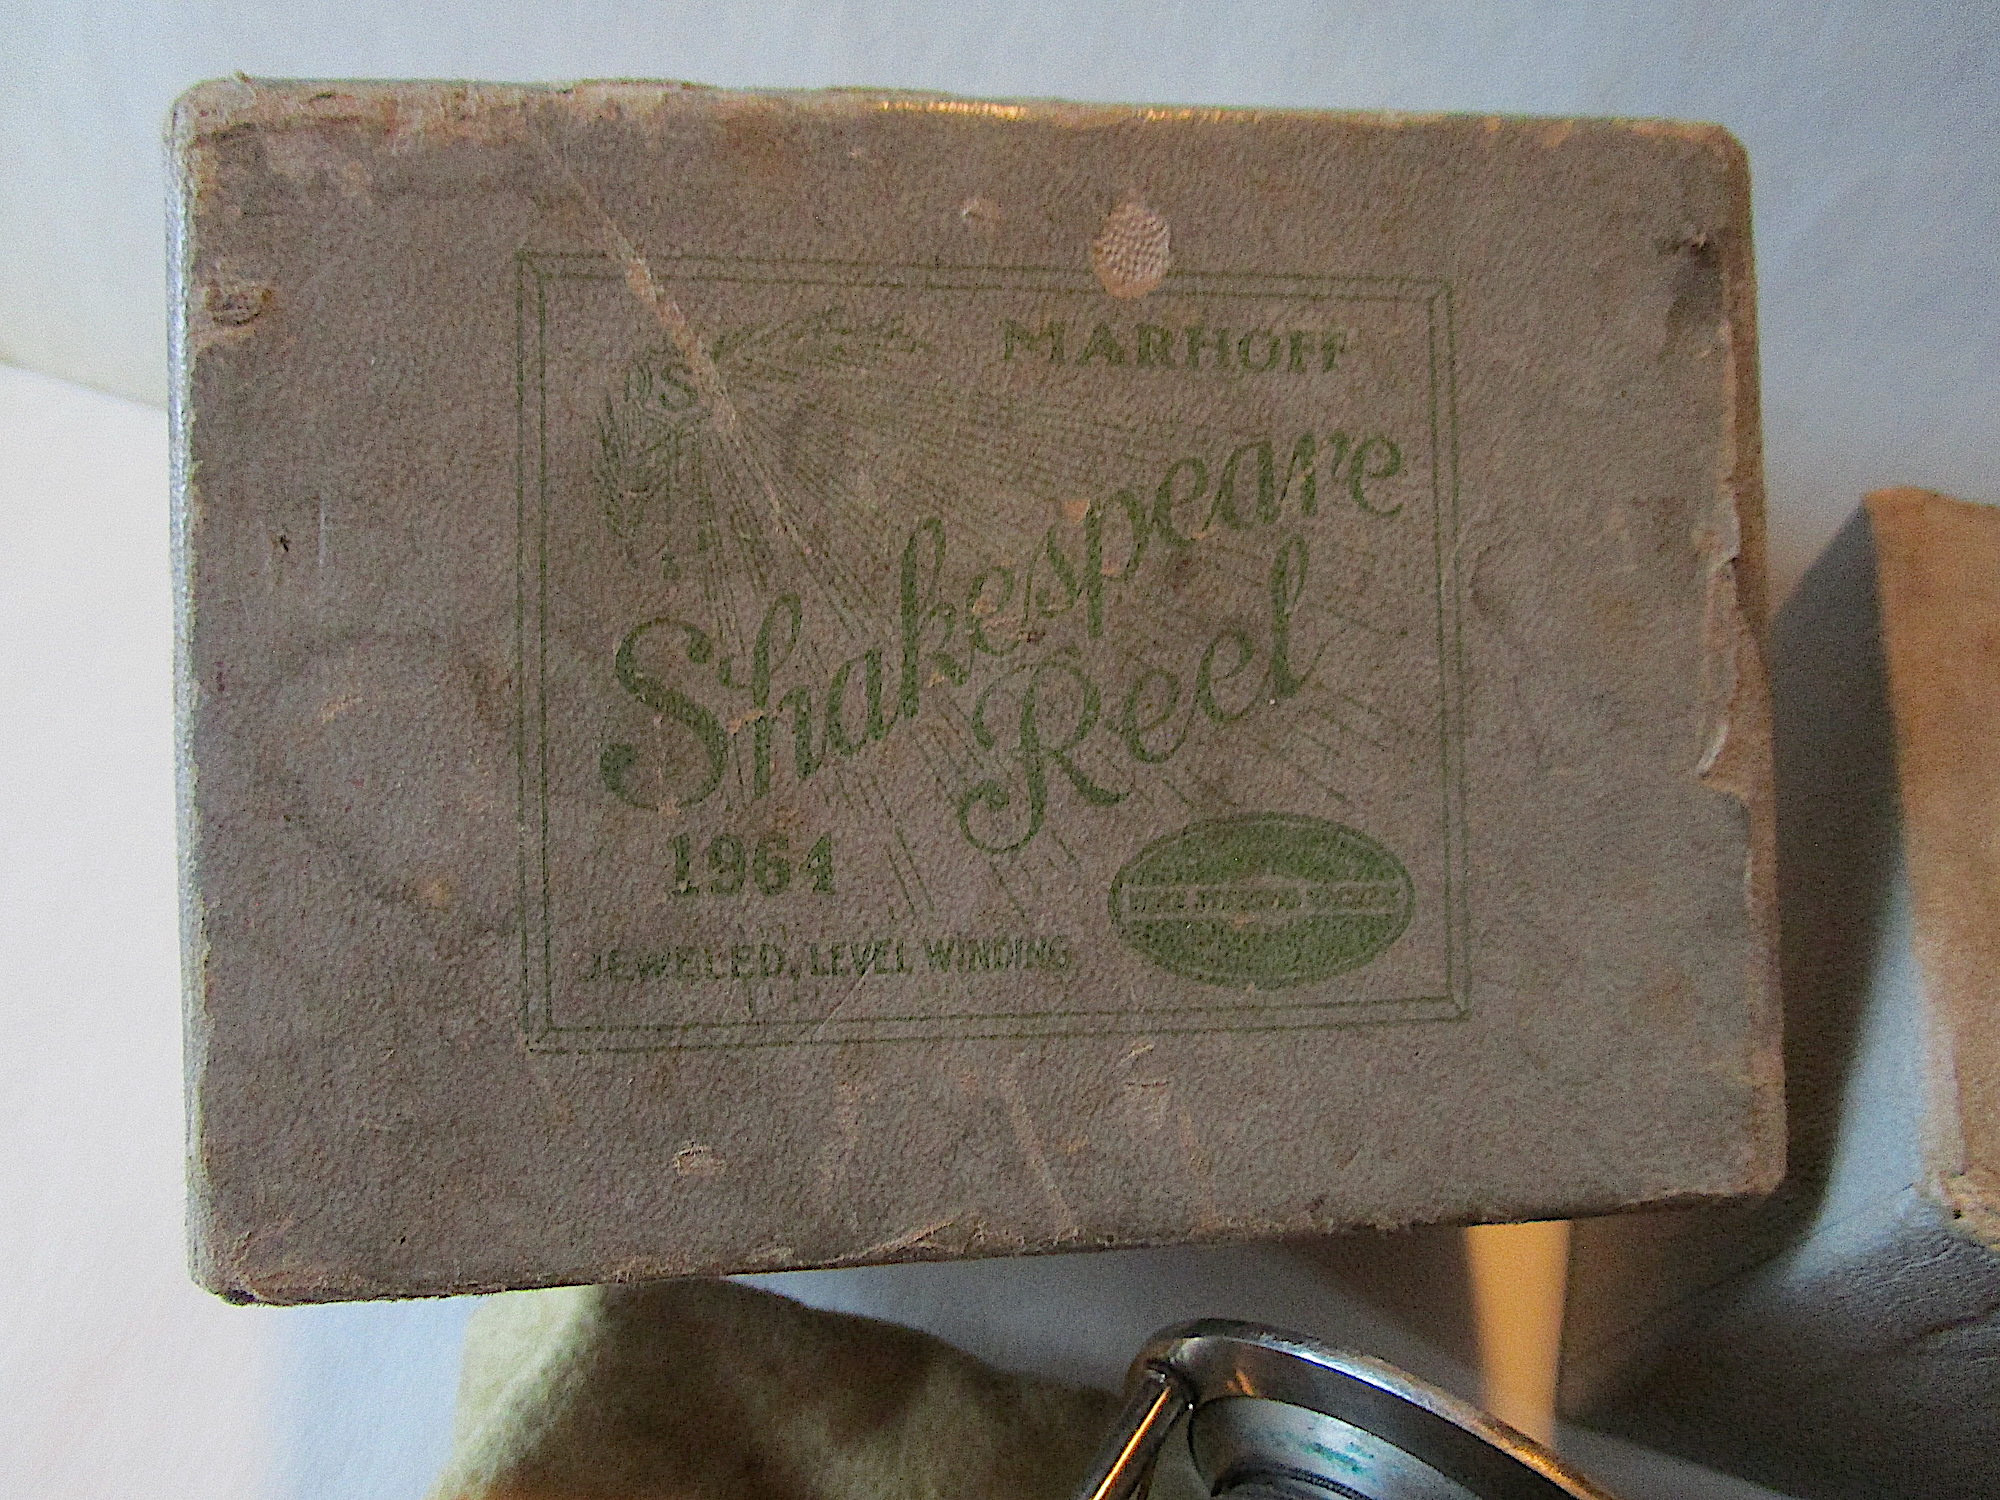 MARHOFF
Shakespeare
Reel
1964
JEWELED, LEVEL WINDING